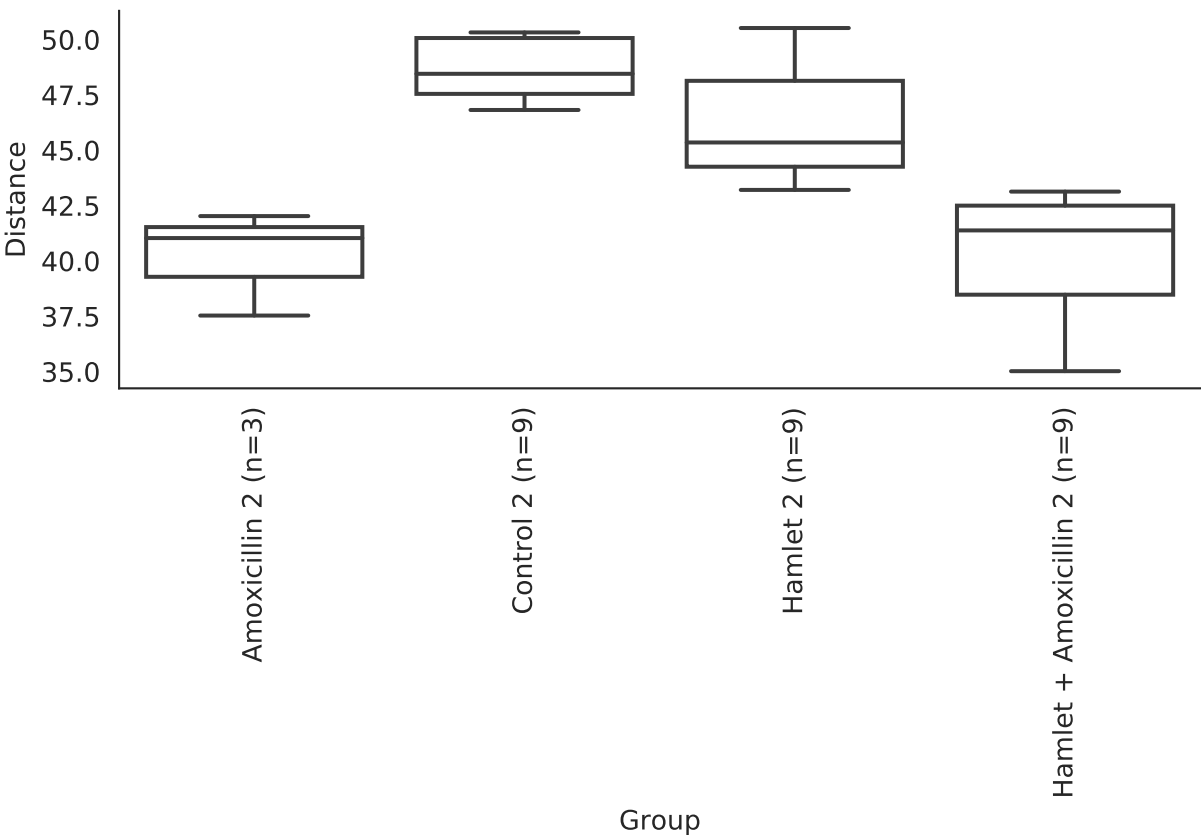 50.0
47.5
45.0
42.5
40.0
37.5
35.0
Distance
Amoxicillin 2 (n=3)
Control 2 (n=9)
Hamlet 2 (n=9)
Hamlet + Amoxicillin 2 (n=9)
Group